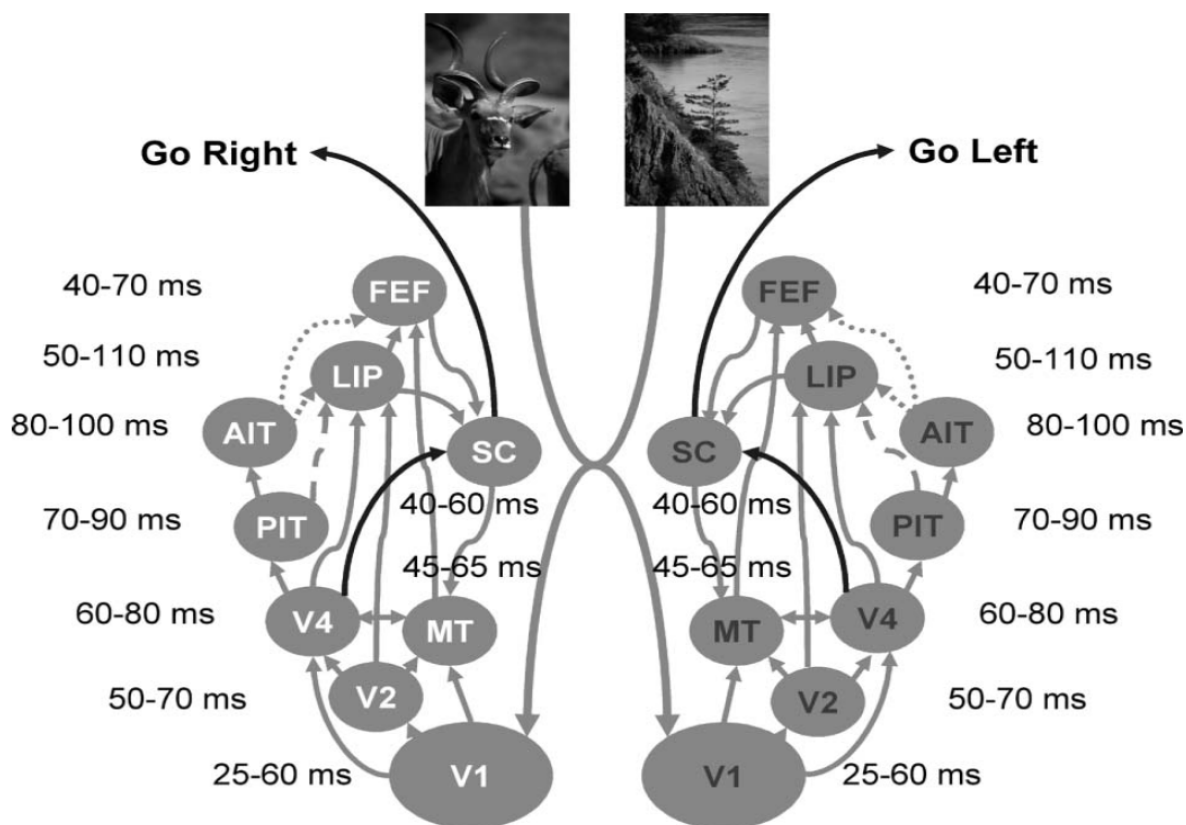 Go Right
Go Left
40-70 ms
FEF
FEF
40-70 ms
50-110 ms
LIP
LIP
50-110 ms
80-100 ms
AIT
SC
SC
AIT
80-100 ms
40-60 ms
40-60 ms
70-90 ms
PIT
PIT
70-90 ms
45-65 ms
45-65 ms
60-80 ms
V4
MT
MT
V4
60-80 ms
50-70 ms
V2
V2
50-70 ms
25-60 ms
V1
V1
25-60 ms